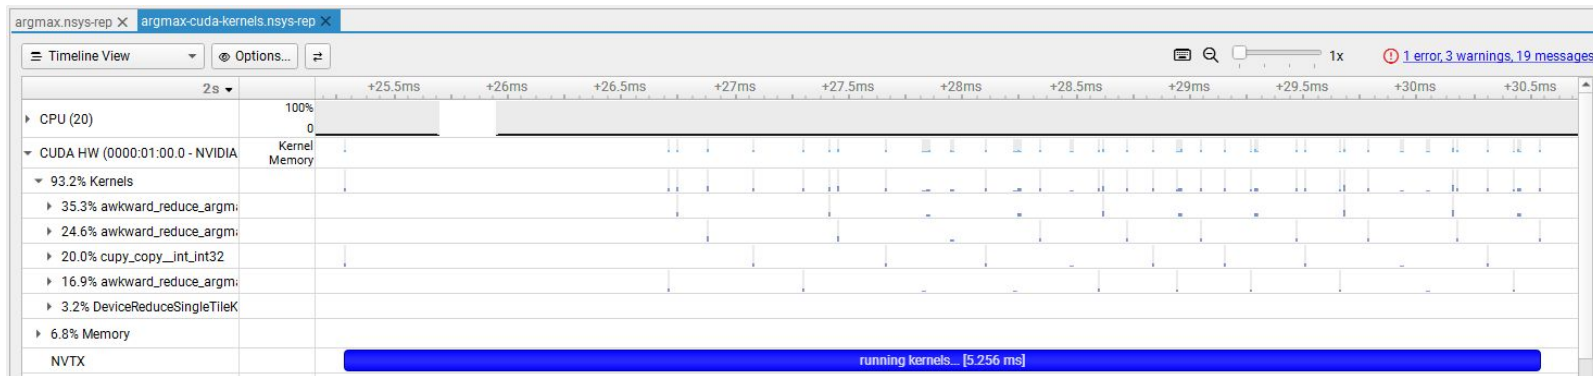 argmax.nsys-rep argmax-cuda-kernels.nsys-rep
Timeline View Options... 1x 1 error, 3 warnings, 19 messages
2s +25.5ms +26ms +26.5ms +27ms +27.5ms +28ms +28.5ms +29ms +29.5ms +30ms +30.5ms
CPU (20) 100%
0
CUDA HW (0000:01:00.0 - NVIDIA Kernel
Memory
93.2% Kernels
35.3% awkward_reduce_argma
24.6% awkward_reduce_argma
20.0% cupy_copy__int_int32
16.9% awkward_reduce_argma
3.2% DeviceReduceSingleTileK
6.8% Memory
NVTX running kernels... [5.256 ms]